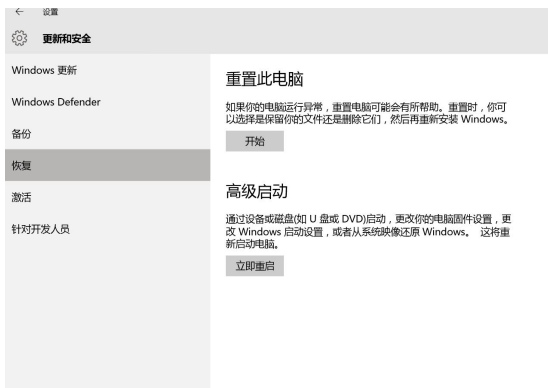 ← 设置
更新和安全
Windows 更新
Windows Defender
备份
恢复
激活
针对开发人员
重置此电脑
如果你的电脑运行异常，重置电脑可能会有所帮助。重置时，你可
以选择是保留你的文件还是删除它们，然后再重新安装 Windows。
开始
高级启动
通过设备或磁盘(如 U 盘或 DVD)启动，更改你的电脑固件设置，更
改 Windows 启动设置，或者从系统映像还原 Windows。 这将重
新启动电脑。
立即重启